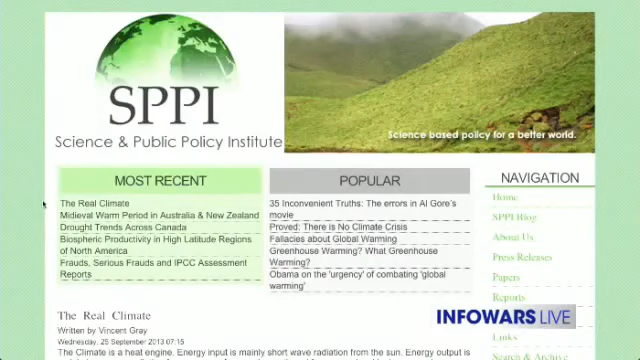 SPPI
Science & Public Policy Institute
Science based policy for a better world.
MOST RECENT
The Real Climate
Midieval Warm Period in Australia & New Zealand
Drought Trends Across Canada
Biospheric Productivity in High Latitude Regions
of North America
Frauds, Serious Frauds and IPCC Assessment
Reports
POPULAR
35 Inconvenient Truths: The errors in Al Gore's
movie
Proved: There is No Climate Crisis
Fallacies about Global Warming
Greenhouse Warming? What Greenhouse
Warming?
Obama on the 'urgency' of combating 'global
warming'
NAVIGATION
Home
SPPI Blog
About Us
Press Releases
Papers
Reports
Links
Search & Archive
The Real Climate
Written by Vincent Gray
Wednesday, 25 September 2013 07:15
The Climate is a heat engine. Energy input is mainly short wave radiation from the sun. Energy output is
INFOWARS LIVE